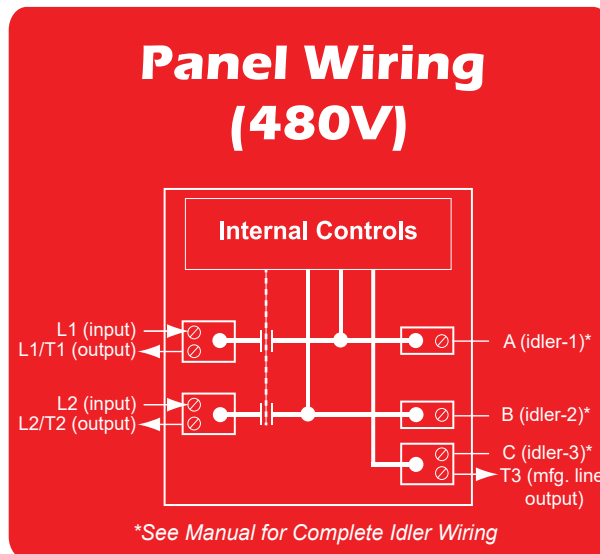 Panel Wiring
(480V)
Internal Controls
L1 (input)
L1/T1 (output)
A (idler-1)*
L2 (input)
L2/T2 (output)
B (idler-2)*
C (idler-3)*
T3 (mfg. line
output)
*See Manual for Complete Idler Wiring